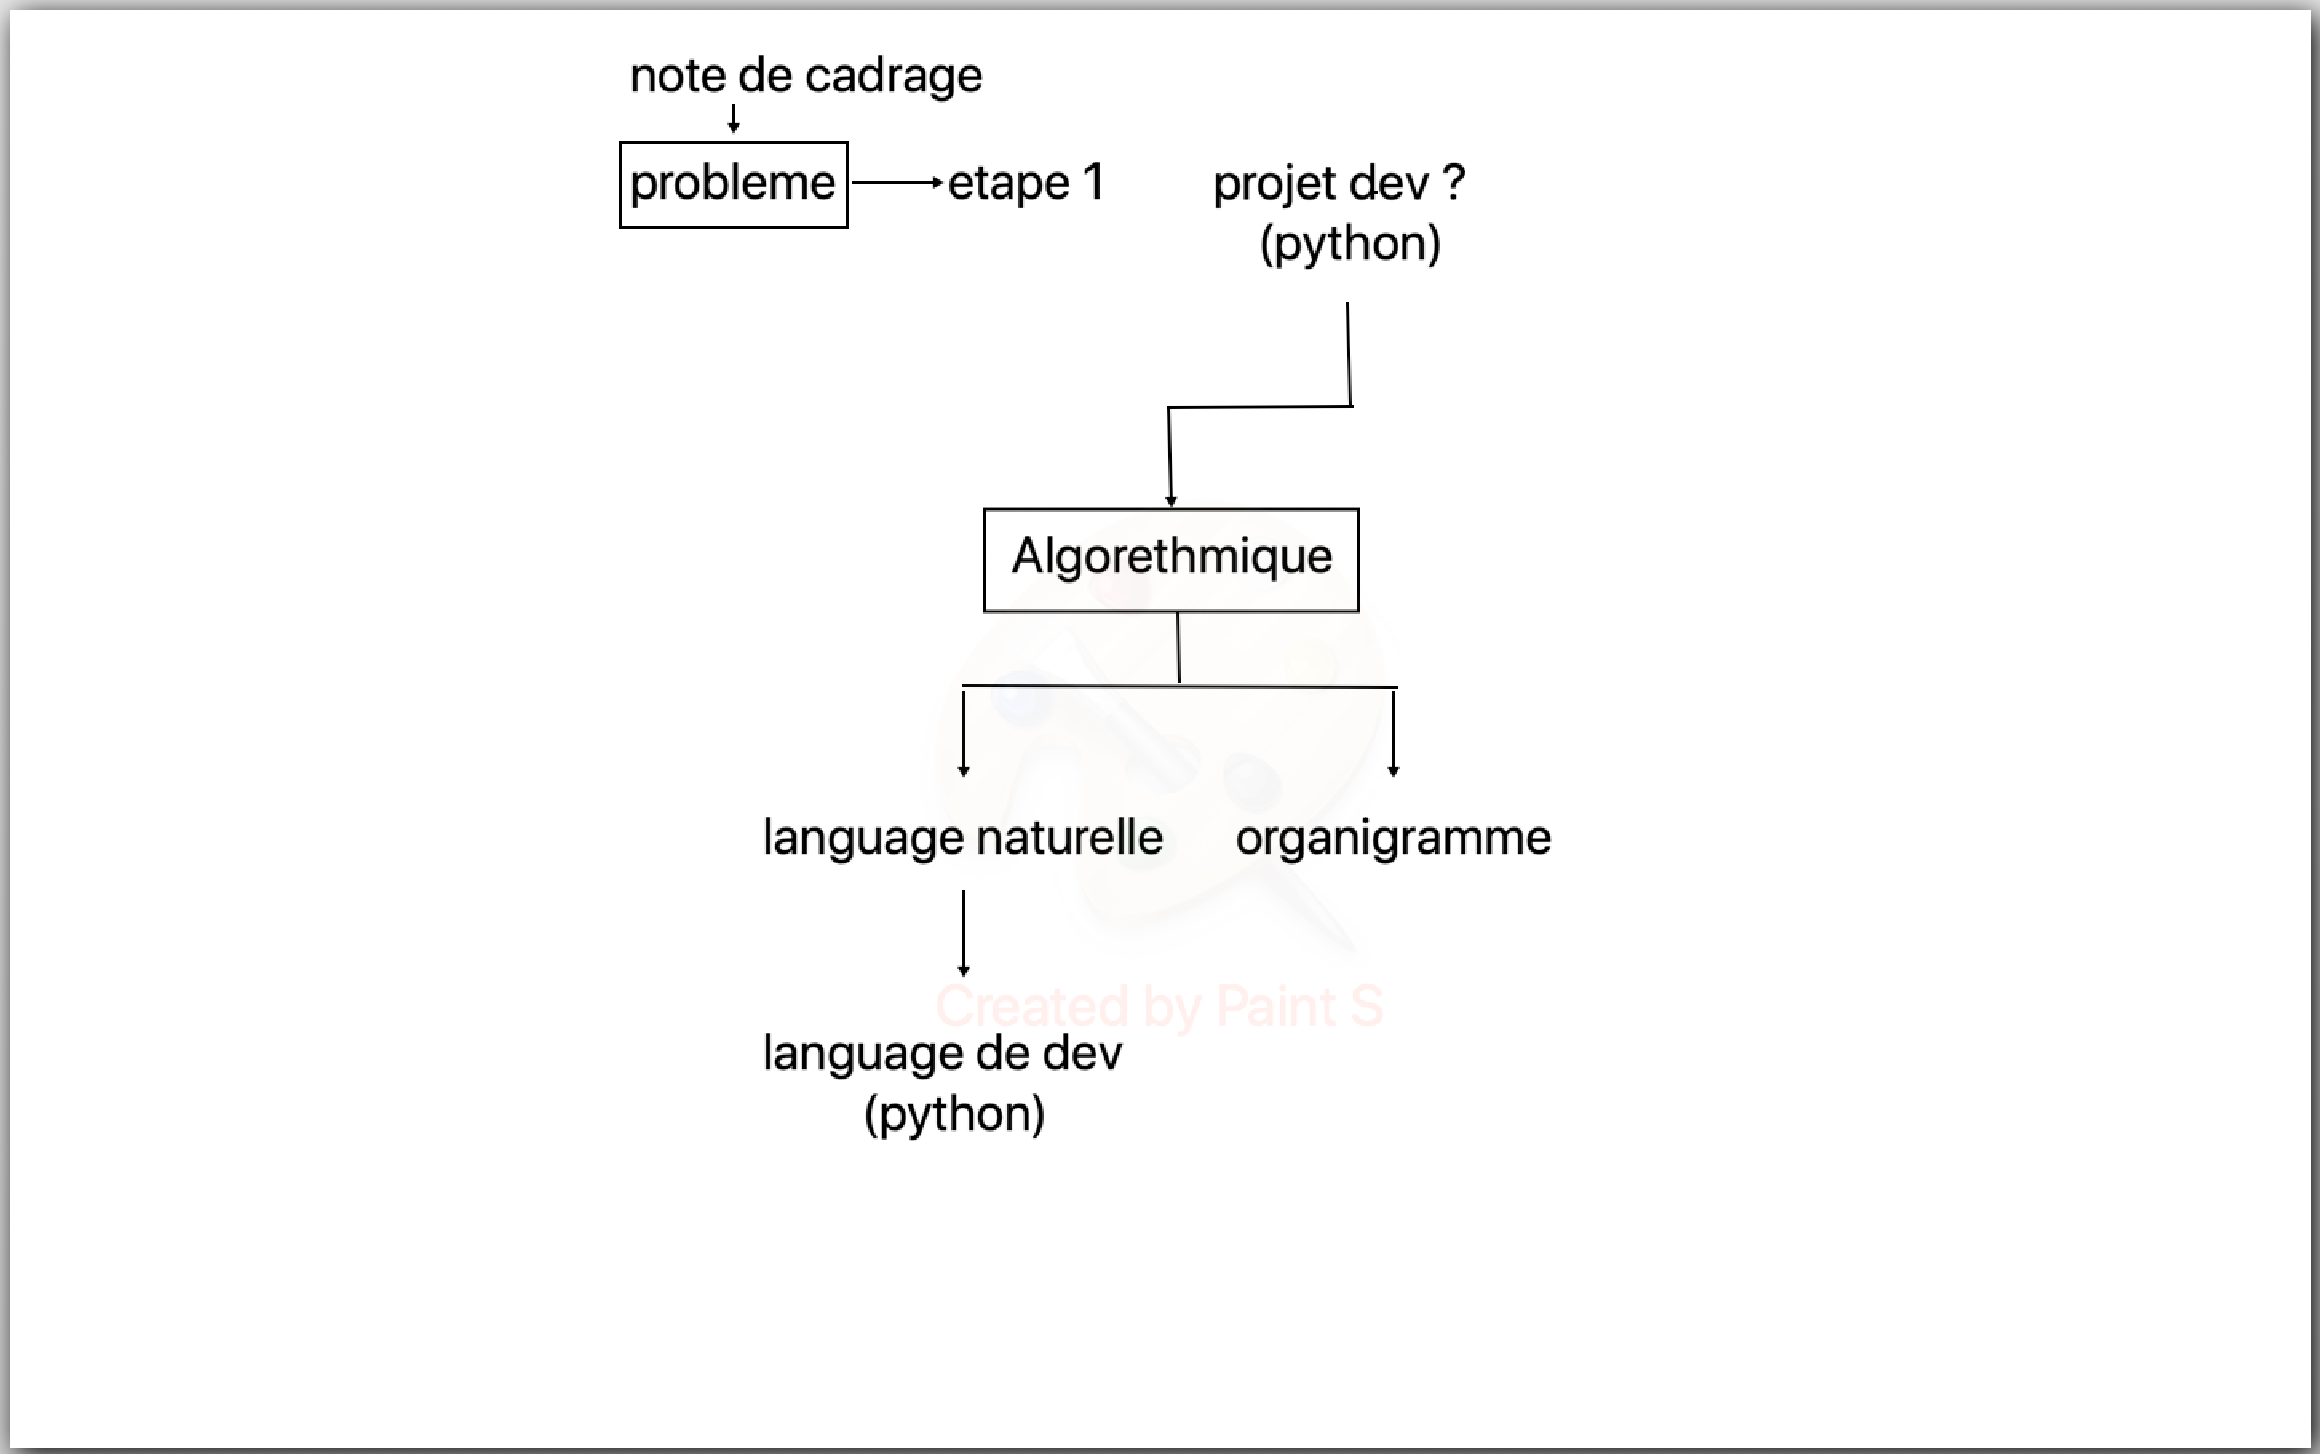 note de cadrage
probleme
etape 1
projet dev ?
(python)
Algorethmique
language naturelle
organigramme
Created by Paint S
language de dev
(python)